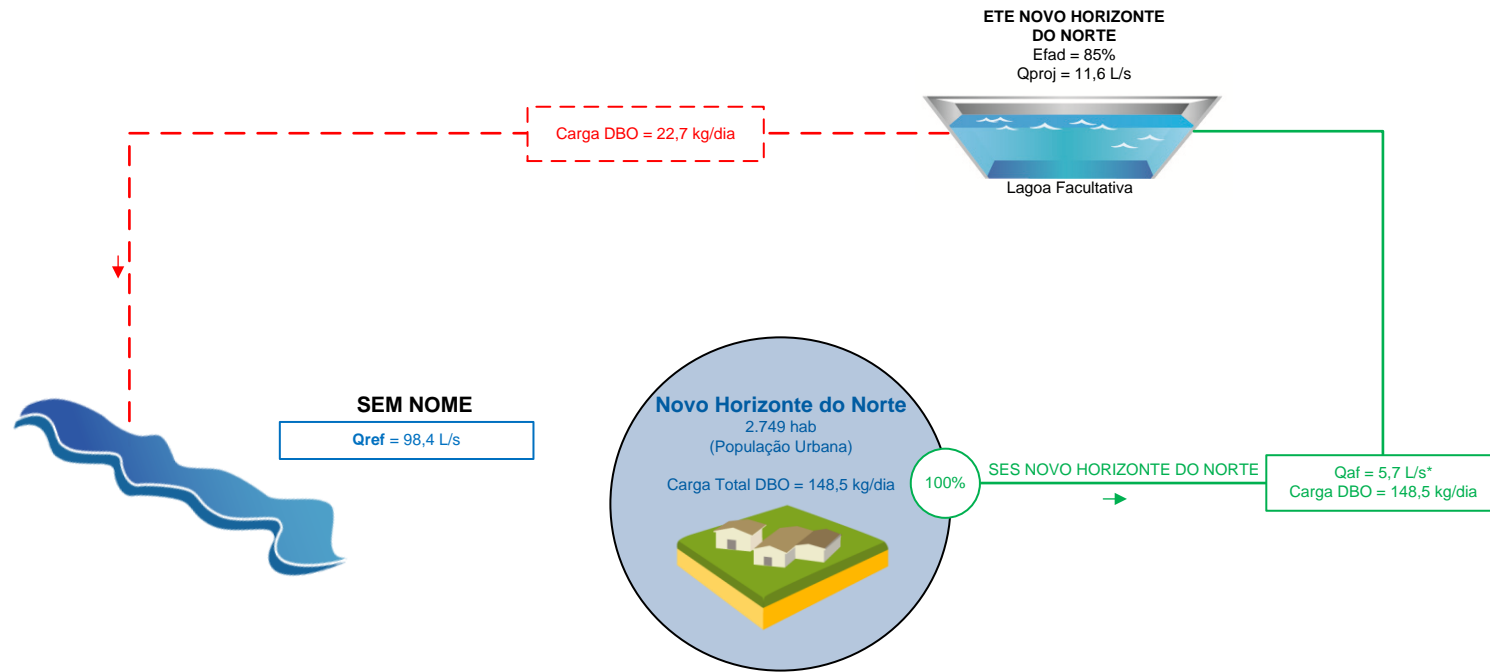 ETE NOVO HORIZONTE
DO NORTE
Efad = 85%
Qproj = 11,6 L/s
Carga DBO = 22,7 kg/dia
Lagoa Facultativa
SEM NOME
Qref = 98,4 L/s
Novo Horizonte do Norte
2.749 hab
(População Urbana)
Carga Total DBO = 148,5 kg/dia
100%
SES NOVO HORIZONTE DO NORTE
Qaf = 5,7 L/s*
Carga DBO = 148,5 kg/dia